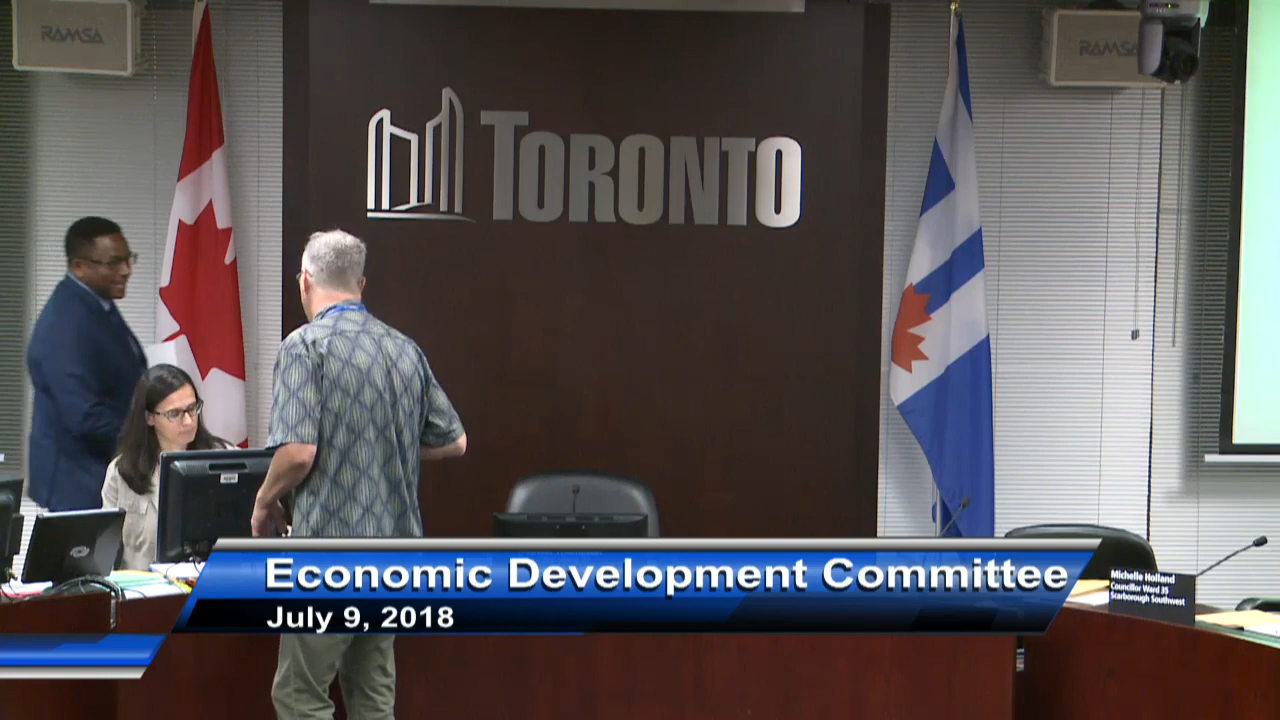 RAMSA
RAMSA
TORONTO
Economic Development Committee
July 9, 2018
Michelle Holland
Councillor Ward 35
Scarborough Southwest